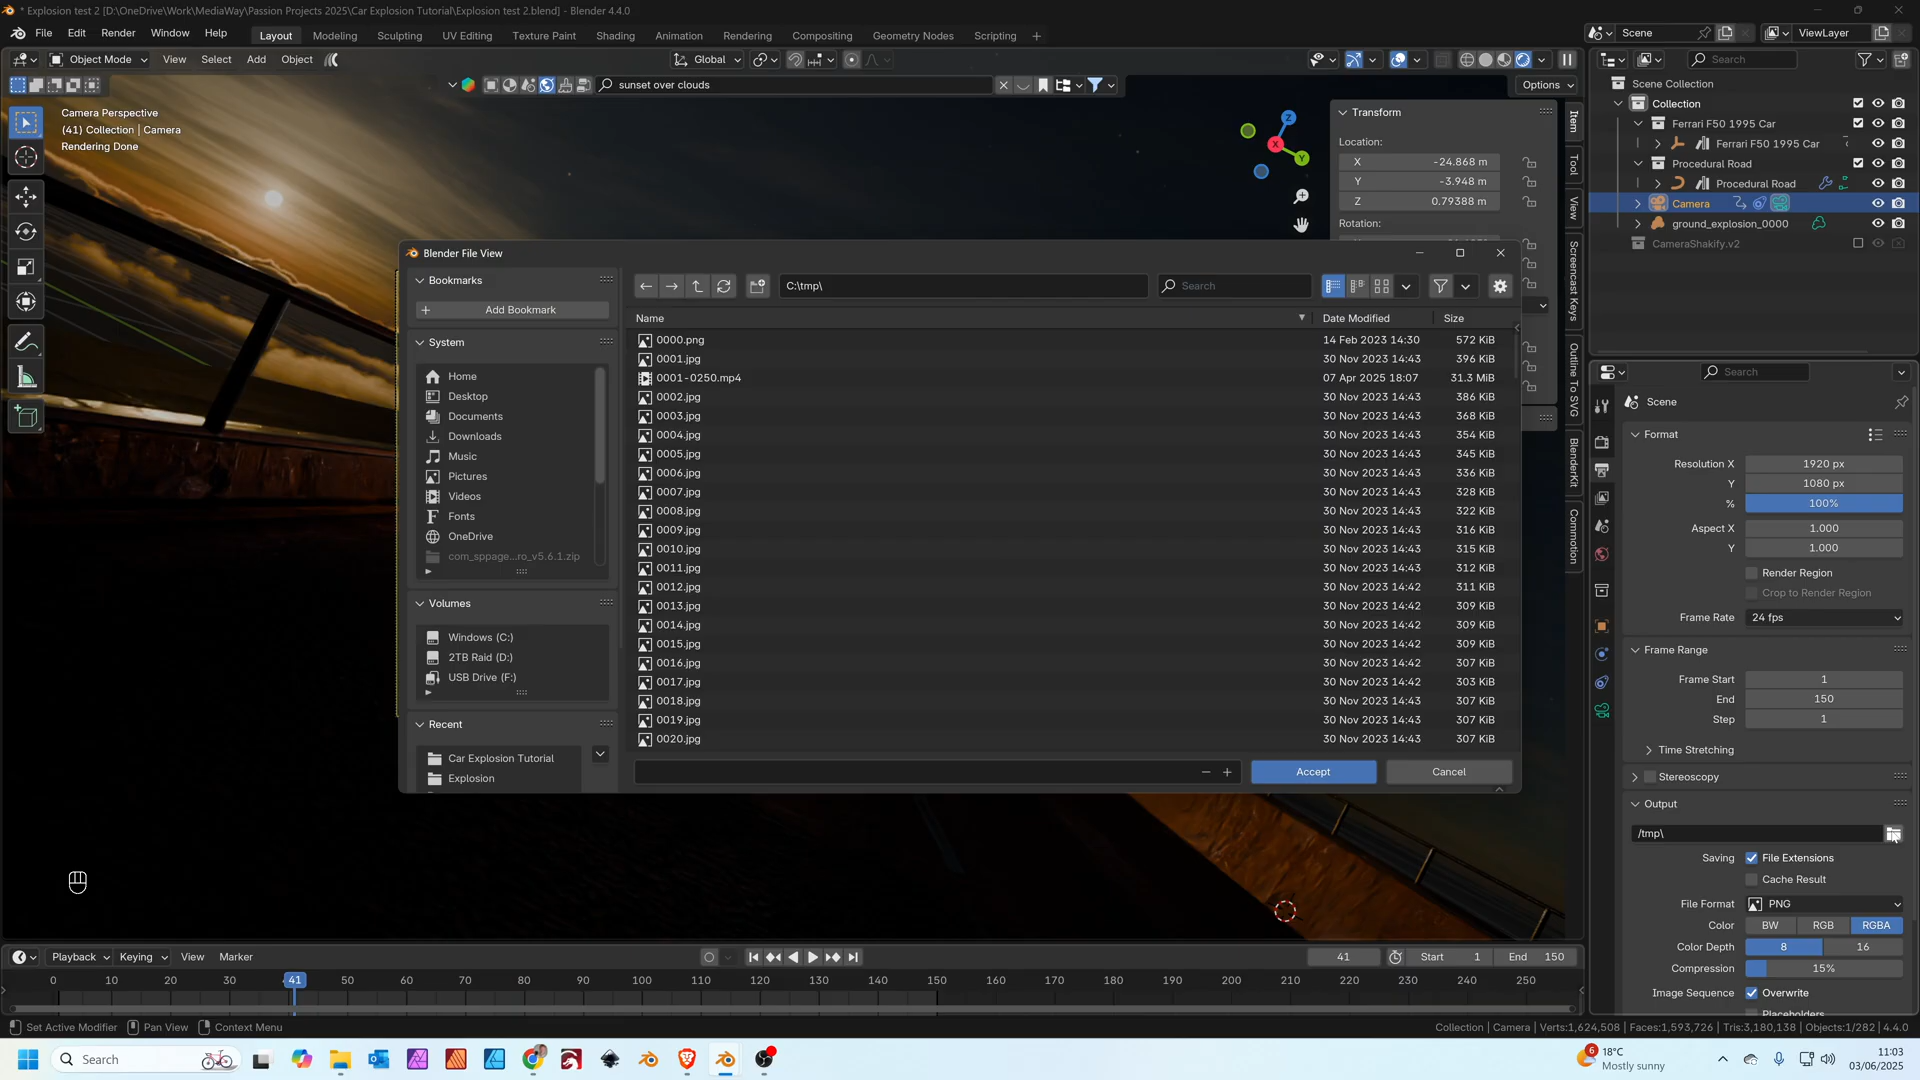 * Explosion test 2 [D:\OneDrive\Work\MediaWay\Passion Projects 2025\Car Explosion Tutorial\Explosion test 2.blend] - Blender 4.4.0
File Edit Render Window Help Layout Modeling Sculpting UV Editing Texture Paint Shading Animation Rendering Compositing Geometry Nodes Scripting + Scene ViewLayer
Object Mode View Select Add Object Global Search
sunset over clouds Options
Camera Perspective
(41) Collection | Camera
Rendering Done
Z
X
Y
Transform
Location:
X -24.868 m
Y -3.948 m
Z 0.79388 m
Rotation:
Item
Tool
View
Screencast Keys
Outline To SVG
BlenderKit
Commotion
Scene Collection
Collection
Ferrari F50 1995 Car
Ferrari F50 1995 Car
Procedural Road
Procedural Road
Camera
ground_explosion_0000
CameraShakify.v2
Blender File View
Bookmarks
Add Bookmark
System
Home
Desktop
Documents
Downloads
Music
Pictures
Videos
Fonts
OneDrive
com_sppage...ro_v5.6.1.zip
Volumes
Windows (C:)
2TB Raid (D:)
USB Drive (F:)
Recent
Car Explosion Tutorial
Explosion
C:\tmp\ Search
Name Date Modified Size
0000.png 14 Feb 2023 14:30 572 KiB
0001.jpg 30 Nov 2023 14:43 396 KiB
0001-0250.mp4 07 Apr 2025 18:07 31.3 MiB
0002.jpg 30 Nov 2023 14:43 386 KiB
0003.jpg 30 Nov 2023 14:43 368 KiB
0004.jpg 30 Nov 2023 14:43 354 KiB
0005.jpg 30 Nov 2023 14:43 345 KiB
0006.jpg 30 Nov 2023 14:43 336 KiB
0007.jpg 30 Nov 2023 14:43 328 KiB
0008.jpg 30 Nov 2023 14:43 322 KiB
0009.jpg 30 Nov 2023 14:43 316 KiB
0010.jpg 30 Nov 2023 14:43 315 KiB
0011.jpg 30 Nov 2023 14:43 312 KiB
0012.jpg 30 Nov 2023 14:42 311 KiB
0013.jpg 30 Nov 2023 14:42 309 KiB
0014.jpg 30 Nov 2023 14:42 309 KiB
0015.jpg 30 Nov 2023 14:42 309 KiB
0016.jpg 30 Nov 2023 14:42 307 KiB
0017.jpg 30 Nov 2023 14:42 303 KiB
0018.jpg 30 Nov 2023 14:43 307 KiB
0019.jpg 30 Nov 2023 14:43 307 KiB
0020.jpg 30 Nov 2023 14:43 307 KiB
Accept Cancel
Search
Scene
Format
Resolution X 1920 px
Y 1080 px
% 100%
Aspect X 1.000
Y 1.000
Render Region
Crop to Render Region
Frame Rate 24 fps
Frame Range
Frame Start 1
End 150
Step 1
Time Stretching
Stereoscopy
Output
/tmp\
Saving File Extensions
Cache Result
File Format PNG
Color BW RGB RGBA
Color Depth 8 16
Compression 15%
Image Sequence Overwrite
Placeholders
Playback Keying View Marker 41 Start 1 End 150
0 10 20 30 41 50 60 70 80 90 100 110 120 130 140 150 160 170 180 190 200 210 220 230 240 250
Set Active Modifier Pan View Context Menu Collection | Camera | Verts:1,624,508 | Faces:1,593,726 | Tris:3,180,138 | Objects:1/282 | 4.4.0
Search 6 18°C 11:03
Mostly sunny 03/06/2025